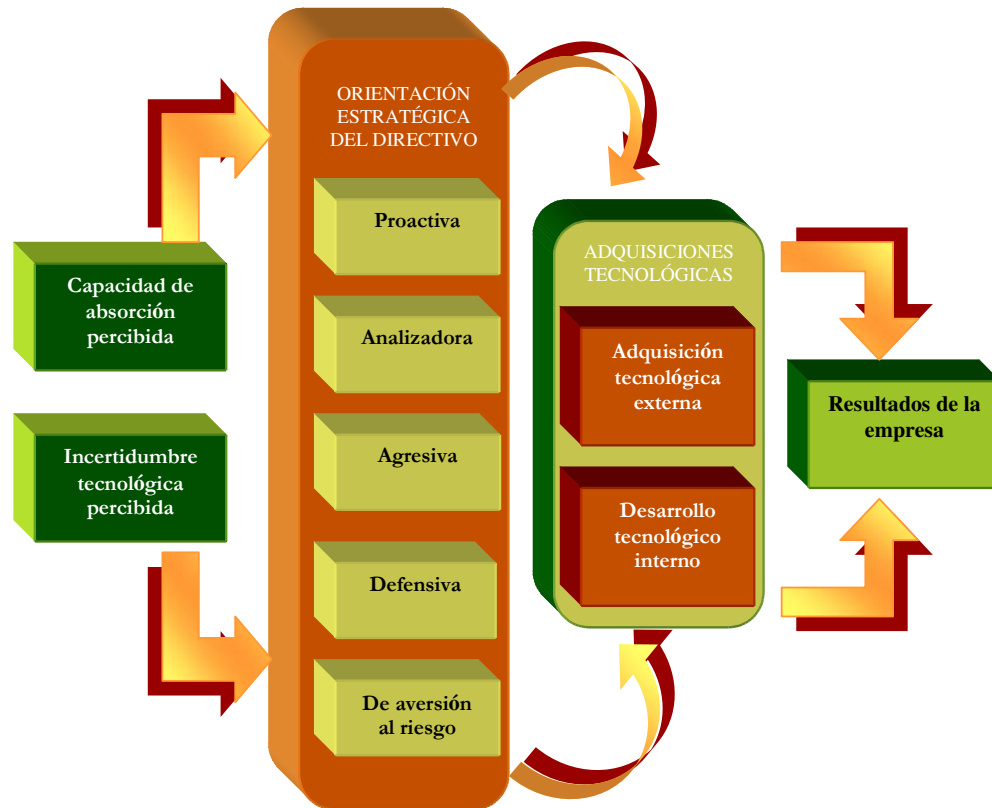 Capacidad de
absorción
percibida
Incertidumbre
tecnológica
percibida
ORIENTACIÓN
ESTRATÉGICA
DEL DIRECTIVO
Proactiva
Analizadora
Agresiva
Defensiva
De aversión
al riesgo
ADQUISICIONES
TECNOLÓGICAS
Adquisición
tecnológica
externa
Desarrollo
tecnológico
interno
Resultados de la
empresa